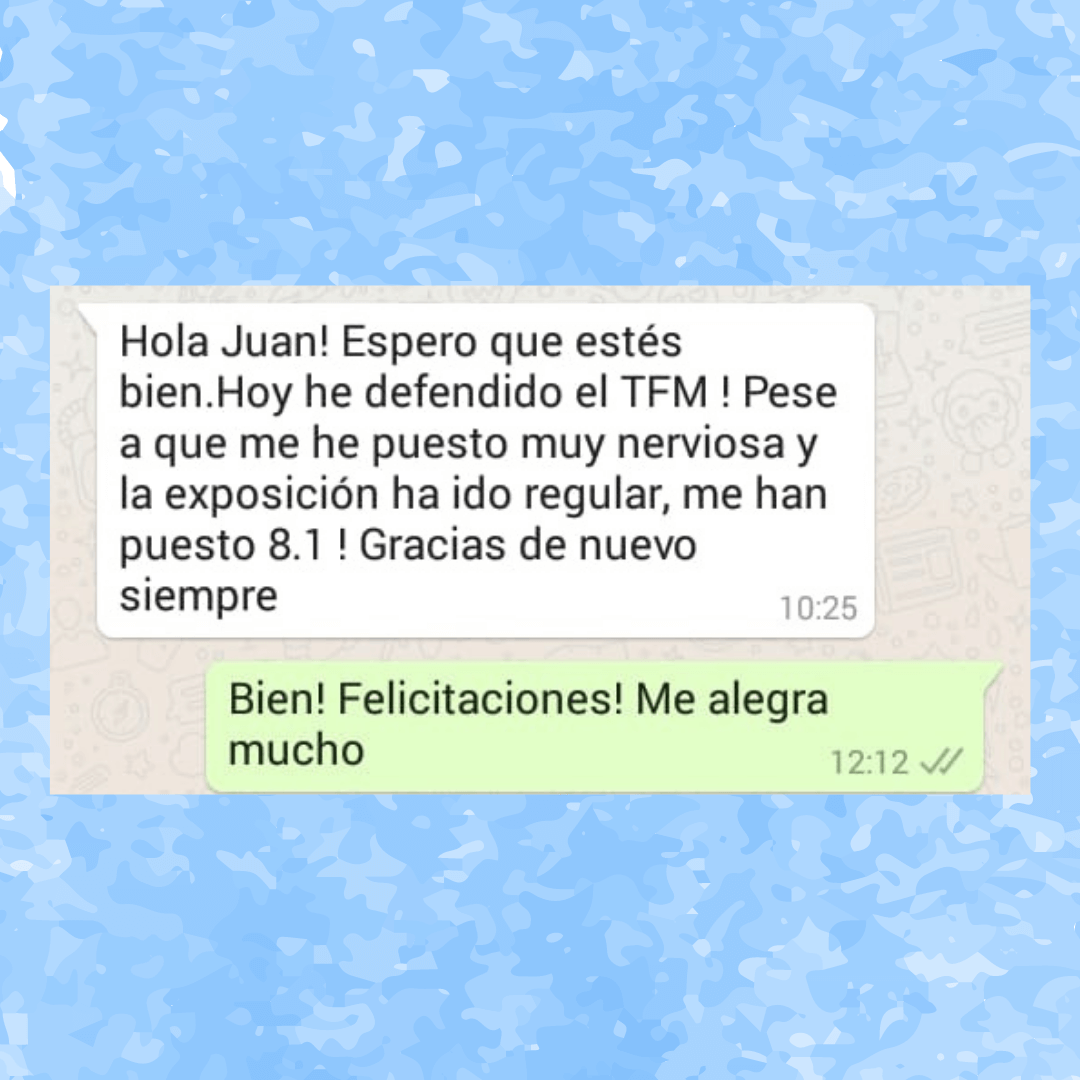 Hola Juan! Espero que estés
bien.Hoy he defendido el TFM ! Pese
a que me he puesto muy nerviosa y
la exposición ha ido regular, me han
puesto 8.1 ! Gracias de nuevo
siempre
10:25
Bien! Felicitaciones! Me alegra
mucho
12:12